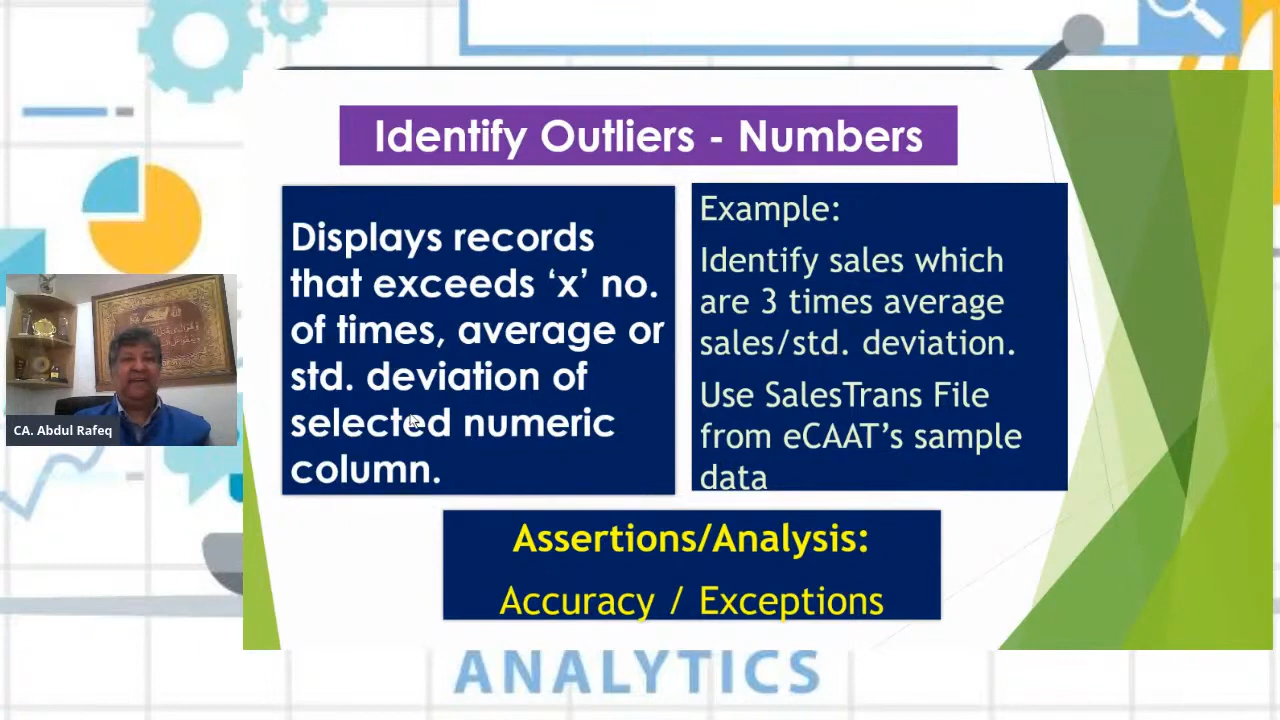 Identify Outliers - Numbers
Displays records
that exceeds ‘x’ no.
of times, average or
std. deviation of
selected numeric
column.
Example:
Identify sales which
are 3 times average
sales/std. deviation.
Use SalesTrans File
from eCAAT’s sample
data
Assertions/Analysis:
Accuracy / Exceptions
CA. Abdul Rafeq
ANALYTICS